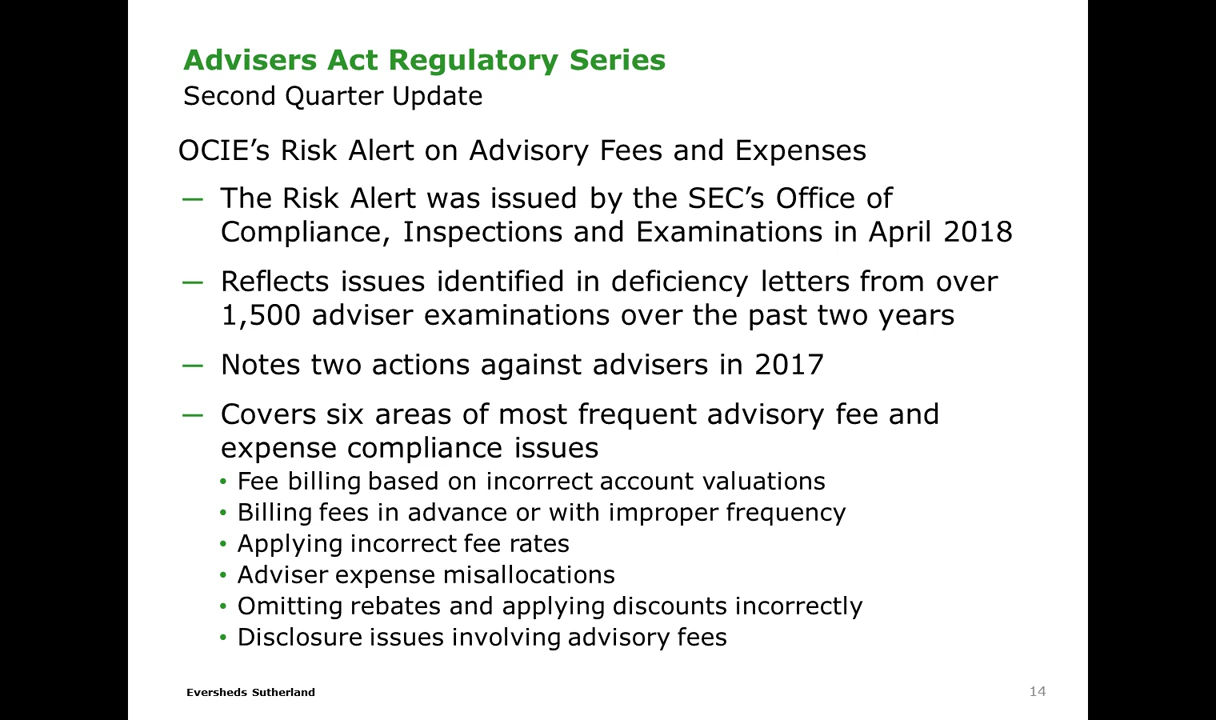 Advisers Act Regulatory Series
Second Quarter Update
OCIE’s Risk Alert on Advisory Fees and Expenses
— The Risk Alert was issued by the SEC’s Office of
Compliance, Inspections and Examinations in April 2018
— Reflects issues identified in deficiency letters from over
1,500 adviser examinations over the past two years
— Notes two actions against advisers in 2017
— Covers six areas of most frequent advisory fee and
expense compliance issues
• Fee billing based on incorrect account valuations
• Billing fees in advance or with improper frequency
• Applying incorrect fee rates
• Adviser expense misallocations
• Omitting rebates and applying discounts incorrectly
• Disclosure issues involving advisory fees
Eversheds Sutherland
14